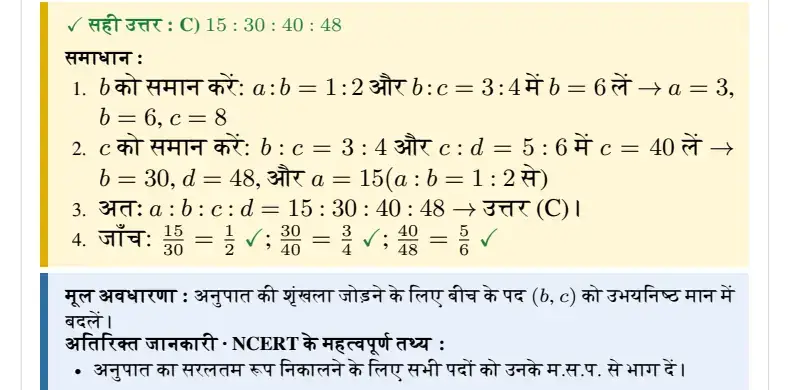 ✓ सही उत्तर : C) 15 : 30 : 40 : 48
समाधान :
1. b को समान करें: a : b = 1 : 2 और b : c = 3 : 4 में b = 6 लें → a = 3,
b = 6, c = 8
2. c को समान करें: b : c = 3 : 4 और c : d = 5 : 6 में c = 40 लें →
b = 30, d = 48, और a = 15(a : b = 1 : 2 से)
3. अतः a : b : c : d = 15 : 30 : 40 : 48 → उत्तर (C)।
4. जाँच: 15/30 = 1/2 ✓; 30/40 = 3/4 ✓; 40/48 = 5/6 ✓
मूल अवधारणा : अनुपात की शृंखला जोड़ने के लिए बीच के पद (b, c) को उभयनिष्ठ मान में
बदलें।
अतिरिक्त जानकारी · NCERT के महत्वपूर्ण तथ्य :
• अनुपात का सरलतम रूप निकालने के लिए सभी पदों को उनके म.स.प. से भाग दें।